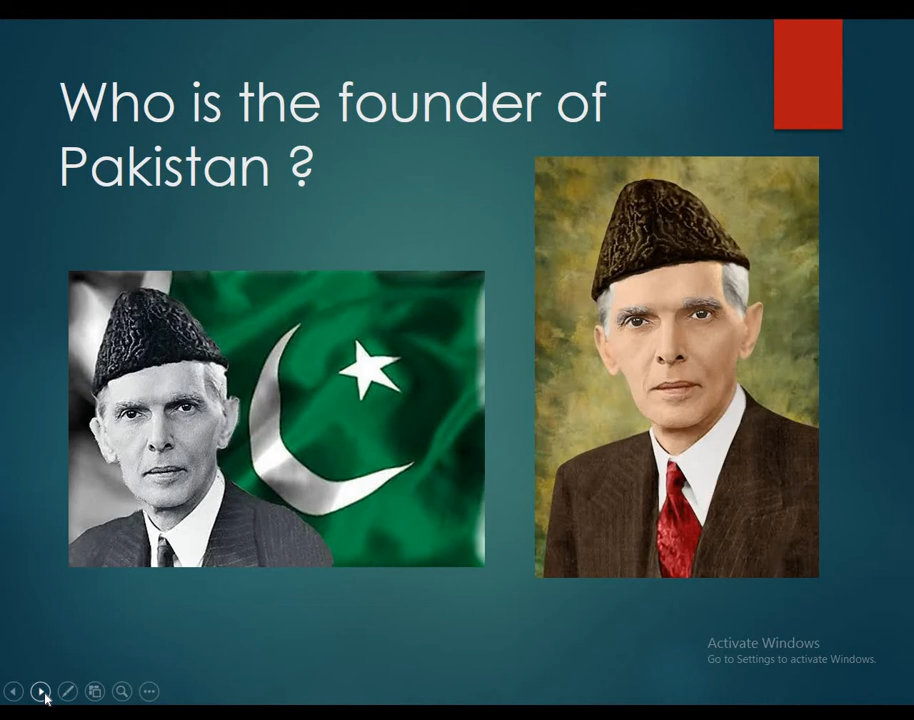 Who is the founder of
Pakistan ?
Activate Windows
Go to Settings to activate Windows.